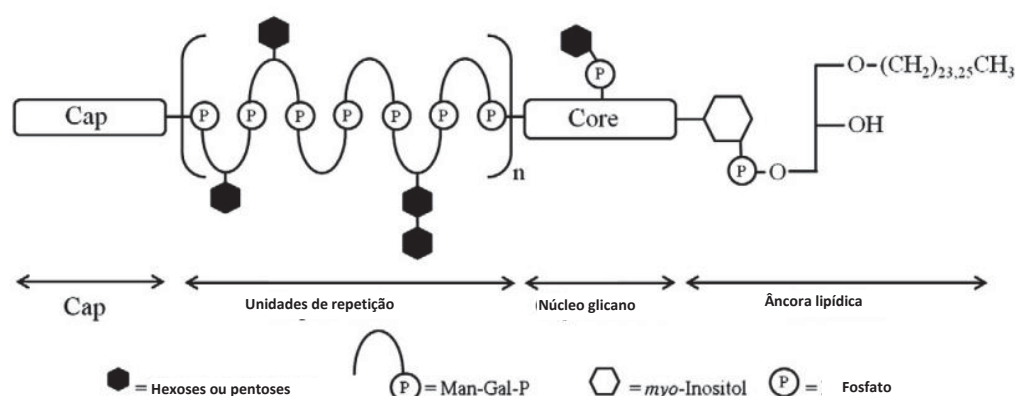 O-(CH₂)₂₃,₂₅CH₃
P
Cap
P P P P P P P
Core
OH
n
P O
Unidades de repetição
Núcleo glicano
Âncora lipídica
Cap
= Hexoses ou pentoses
P = Man-Gal-P
= myo-Inositol
P = Fosfato